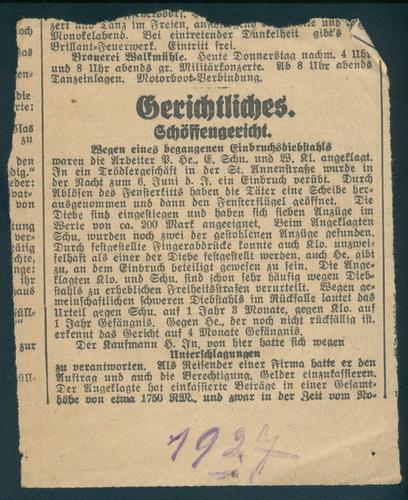 zert und Tanz im Freien,
Monokelabend. Bei eintretender Dunkelheit gibt's
Brillant-Feuerwerk. Eintritt frei.
Brauerei Walkmühle. Heute Donnerstag nachm. 4 Uhr
und 8 Uhr abends gr. Militärkonzerte. Ab 8 Uhr abends
Tanzeinlagen. Motorboot-Verbindung.
Gerichtliches.
Schöffengericht.
Wegen eines begangenen Einbruchsdiebstahls
waren die Arbeiter P. He., E. Schu. und W. Kl. angeklagt.
In ein Trödlergeschäft in der St. Annenstraße wurde in
der Nacht zum 6. Juni d. J. ein Einbruch verübt. Durch
Ablösen des Fensterkitts haben die Täter eine Scheibe her-
ausgenommen und dann den Fensterflügel geöffnet. Die
Diebe sind eingestiegen und haben sich sieben Anzüge im
Werte von ca. 200 Mark angeeignet. Beim Angeklagten
Schu. wurden noch zwei der gestohlenen Anzüge gefunden.
Durch festgestellte Fingerabdrücke konnte auch Klo. unzwei-
felhaft als einer der Diebe festgestellt werden, auch He. gibt
zu, an dem Einbruch beteiligt gewesen zu sein. Die Ange-
klagten Klo. und Schu. sind schon sehr häufig wegen Dieb-
stahls zu erheblichen Freiheitsstrafen verurteilt. Wegen ge-
meinschaftlichen schweren Diebstahls im Rückfalle lautet das
Urteil gegen Schu. auf 1 Jahr 3 Monate, gegen Klo. auf
1 Jahr Gefängnis. Gegen He., der noch nicht rückfällig ist,
erkennt das Gericht auf 4 Monate Gefängnis.
Der Kaufmann H. In. von hier hatte sich wegen
Unterschlagungen
zu verantworten. Als Reisender einer Firma hatte er den
Auftrag und auch die Berechtigung, Gelder einzukassieren.
Der Angeklagte hat einkassierte Beträge in einer Gesamt-
höhe von etwa 1750 RM., und zwar in der Zeit vom No-
1927